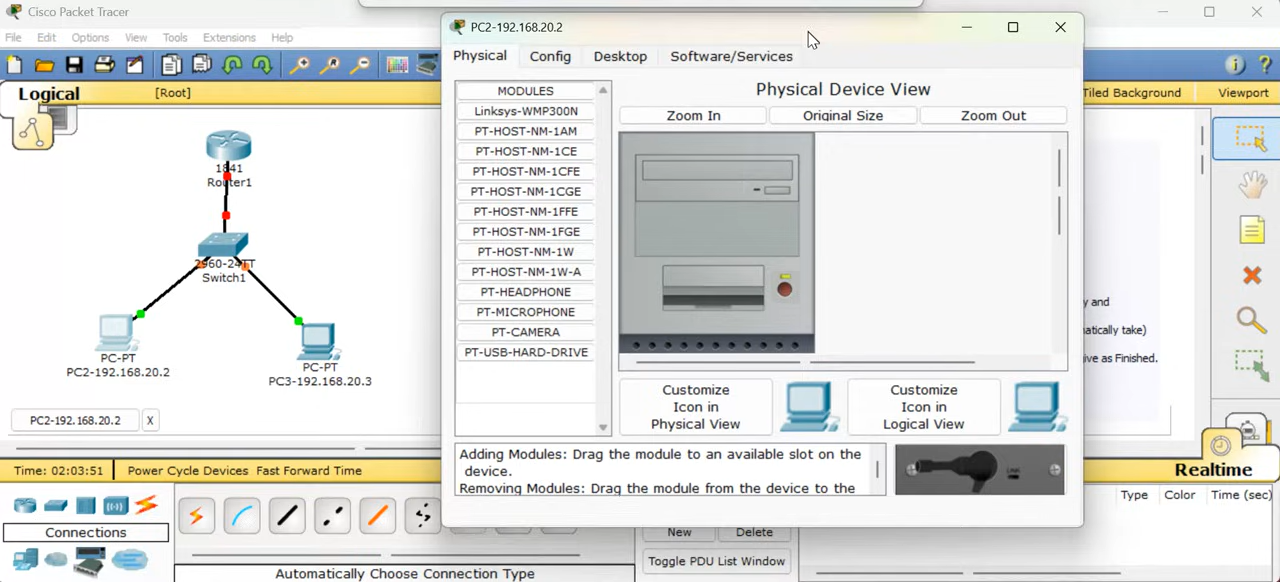 Cisco Packet Tracer
File Edit Options View Tools Extensions Help
Logical
[Root]
Tiled Background
Viewport
1841
Router1
2960-24TT
Switch1
PC-PT
PC2-192.168.20.2
PC-PT
PC3-192.168.20.3
PC2-192.168.20.2 X
PC2-192.168.20.2
Physical Config Desktop Software/Services
MODULES
Linksys-WMP300N
PT-HOST-NM-1AM
PT-HOST-NM-1CE
PT-HOST-NM-1CFE
PT-HOST-NM-1CGE
PT-HOST-NM-1FFE
PT-HOST-NM-1FGE
PT-HOST-NM-1W
PT-HOST-NM-1W-A
PT-HEADPHONE
PT-MICROPHONE
PT-CAMERA
PT-USB-HARD-DRIVE
Physical Device View
Zoom In Original Size Zoom Out
Customize
Icon in
Physical View
Customize
Icon in
Logical View
Adding Modules: Drag the module to an available slot on the
device.
Removing Modules: Drag the module from the device to the
y and
natically take)
ive as Finished.
Time: 02:03:51 Power Cycle Devices Fast Forward Time
Realtime
Connections
Automatically Choose Connection Type
New Delete
Toggle PDU List Window
Type Color Time (sec)